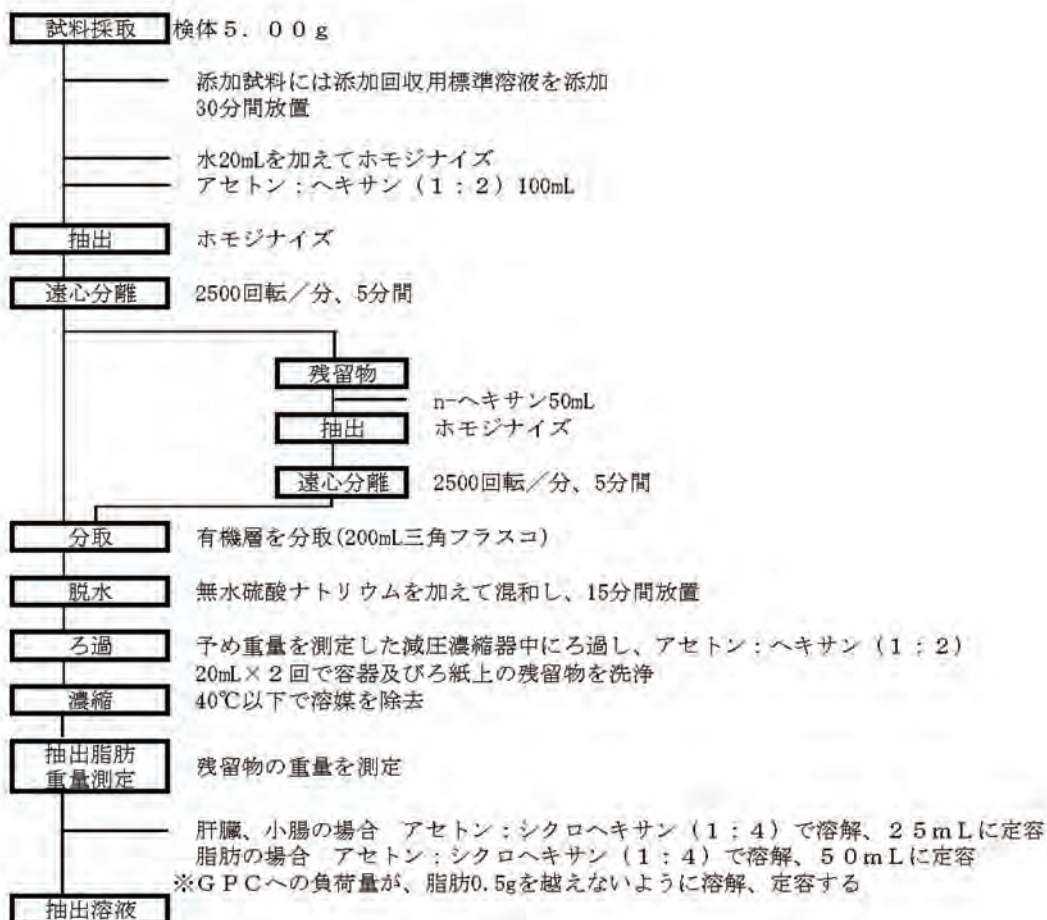 試料採取 検体5.00g
添加試料には添加回収用標準溶液を添加
30分間放置
水20mLを加えてホモジナイズ
アセトン:ヘキサン(1:2)100mL
抽出 ホモジナイズ
遠心分離 2500回転/分、5分間
残留物
n-ヘキサン50mL
抽出 ホモジナイズ
遠心分離 2500回転/分、5分間
分取 有機層を分取(200mL三角フラスコ)
脱水 無水硫酸ナトリウムを加えて混和し、15分間放置
ろ過 予め重量を測定した減圧濃縮器中にろ過し、アセトン:ヘキサン(1:2)
20mL×2回で容器及びろ紙上の残留物を洗浄
濃縮 40℃以下で溶媒を除去
抽出脂肪
重量測定 残留物の重量を測定
肝臓、小腸の場合 アセトン:シクロヘキサン(1:4)で溶解、25mLに定容
脂肪の場合 アセトン:シクロヘキサン(1:4)で溶解、50mLに定容
※GPCへの負荷量が、脂肪0.5gを越えないように溶解、定容する
抽出溶液